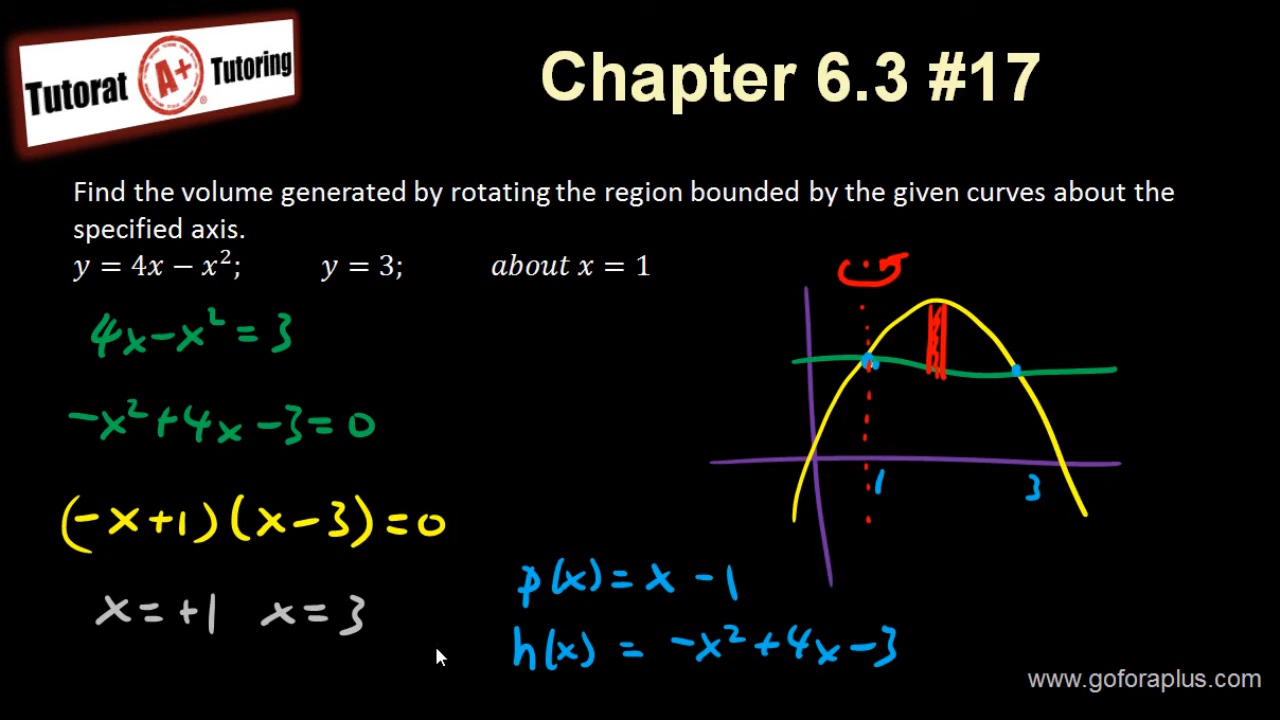 Tutorat A+ Tutoring
Chapter 6.3 #17
Find the volume generated by rotating the region bounded by the given curves about the
specified axis.
y = 4x − x²; y = 3; about x = 1
4x−x² = 3
−x²+4x−3=0
(−x+1)(x−3)=0
x=+1 x=3
1 3
p(x)=x−1
h(x) = −x²+4x−3
www.goforaplus.com